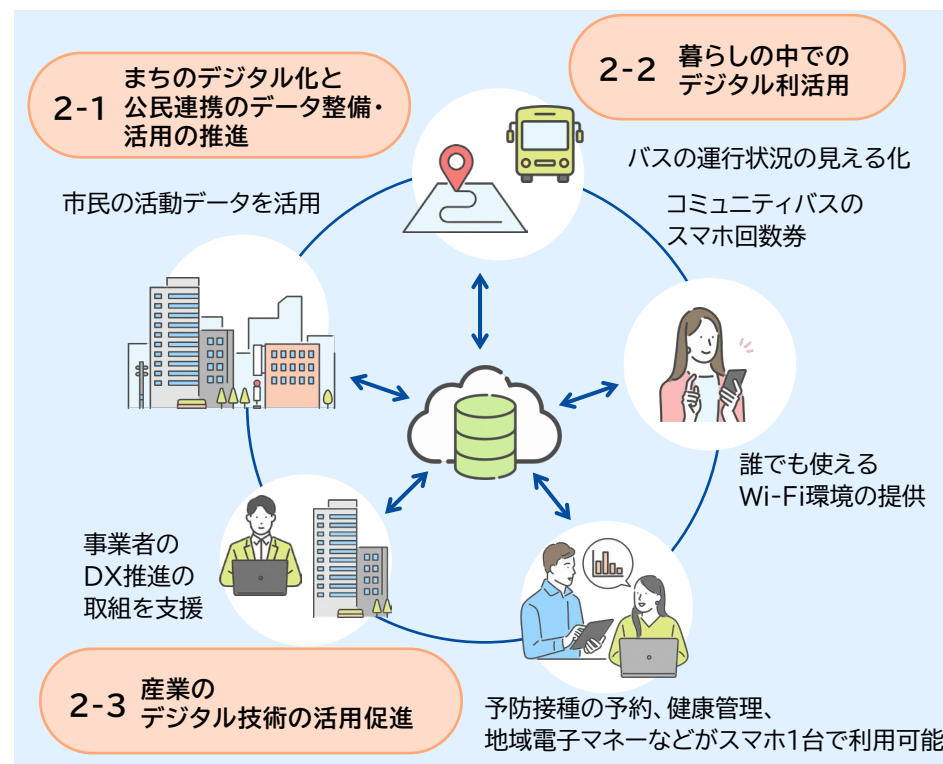 2-1
まちのデジタル化と
公民連携のデータ整備・
活用の推進
2-2
暮らしの中での
デジタル利活用
市民の活動データを活用
バスの運行状況の見える化
コミュニティバスの
スマホ回数券
誰でも使える
Wi-Fi環境の提供
事業者の
DX推進の
取組を支援
2-3
産業の
デジタル技術の活用促進
予防接種の予約、健康管理、
地域電子マネーなどがスマホ1台で利用可能